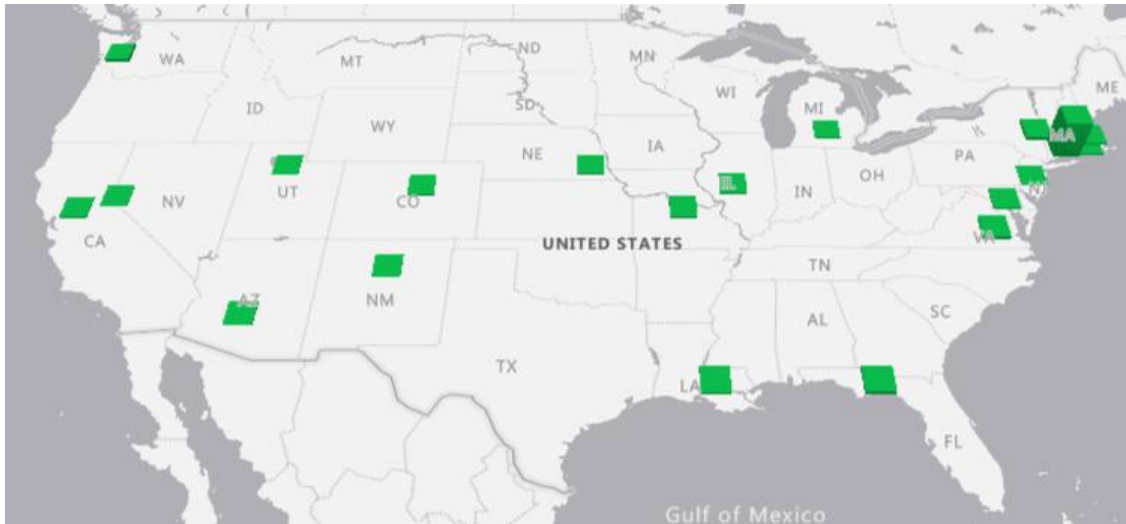 WA
MT
ND
MN
ME
WI
MI
ID
SD
WY
MA
NE
IA
PA
UT
IL
OH
NV
CO
IN
CA
VA
UNITED STATES
TN
AZ
NM
SC
AL
TX
LA
FL
Gulf of Mexico